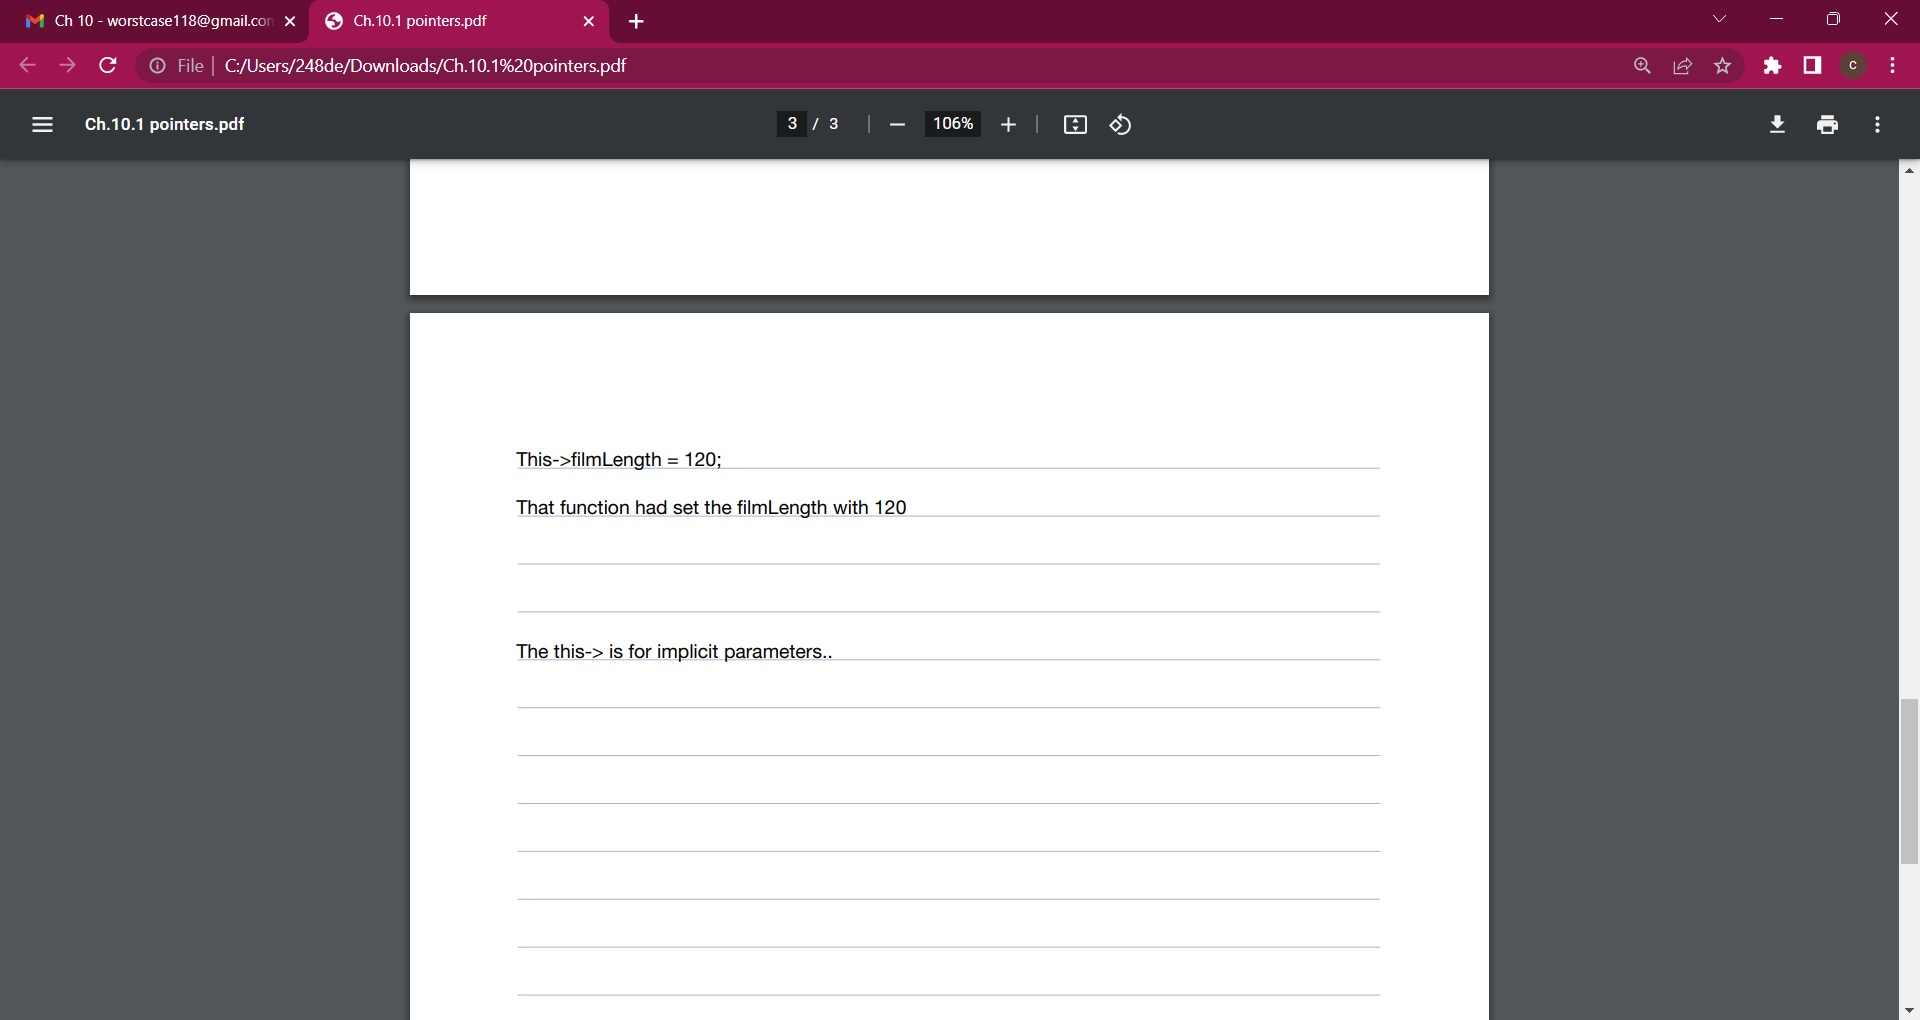 Ch 10 - worstcase118@gmail.con
Ch.10.1 pointers.pdf
File | C:/Users/248de/Downloads/Ch.10.1%20pointers.pdf
C
Ch.10.1 pointers.pdf
3 / 3 | − 106% + |
This->filmLength = 120;
That function had set the filmLength with 120
The this-> is for implicit parameters..